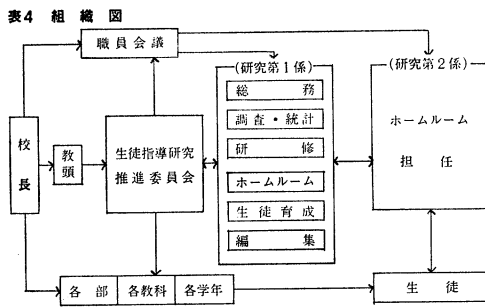 表4 組織図
職員会議
(研究第1係)
(研究第2係)
総務
調査・統計
研修
ホームルーム
生徒育成
編集
校長
教頭
生徒指導研究
推進委員会
ホームルーム
担任
各部
各教科
各学年
生徒